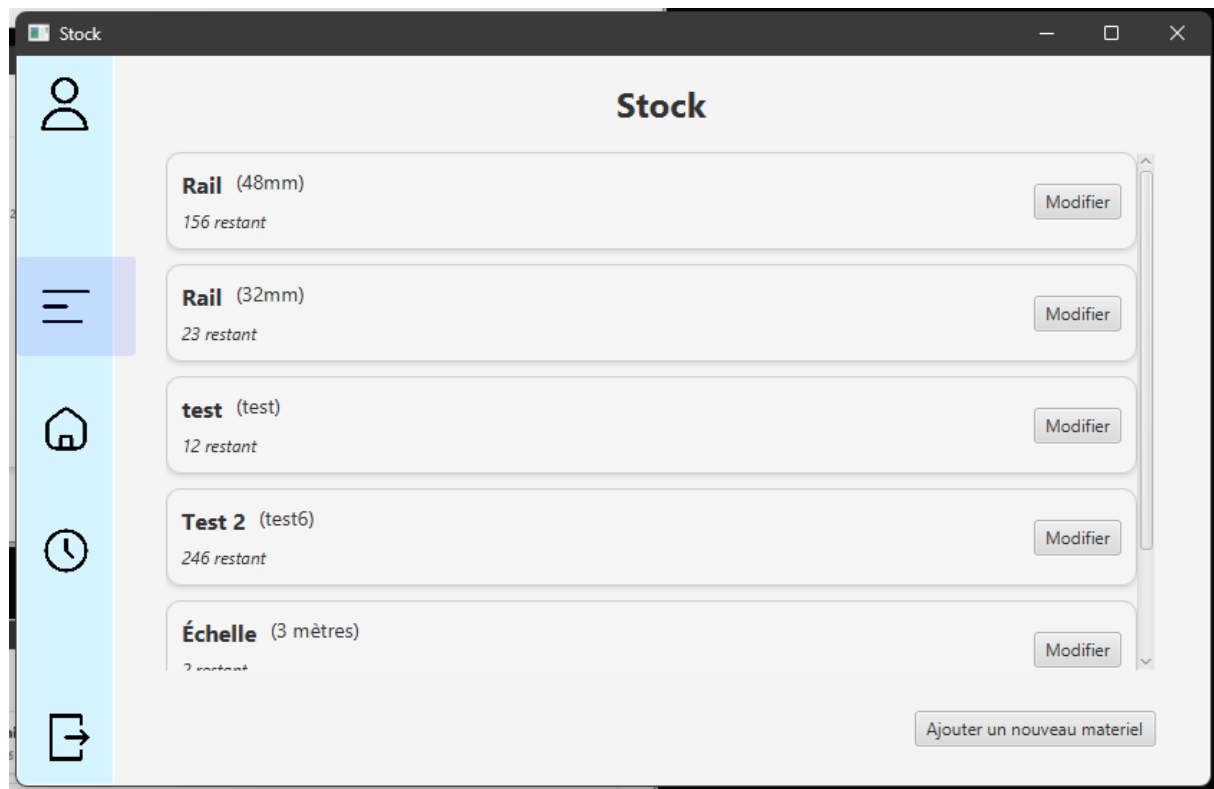 Stock
Stock
Rail (48mm)
156 restant
Modifier
Rail (32mm)
23 restant
Modifier
test (test)
12 restant
Modifier
Test 2 (test6)
246 restant
Modifier
Échelle (3 mètres)
restant
Modifier
Ajouter un nouveau materiel